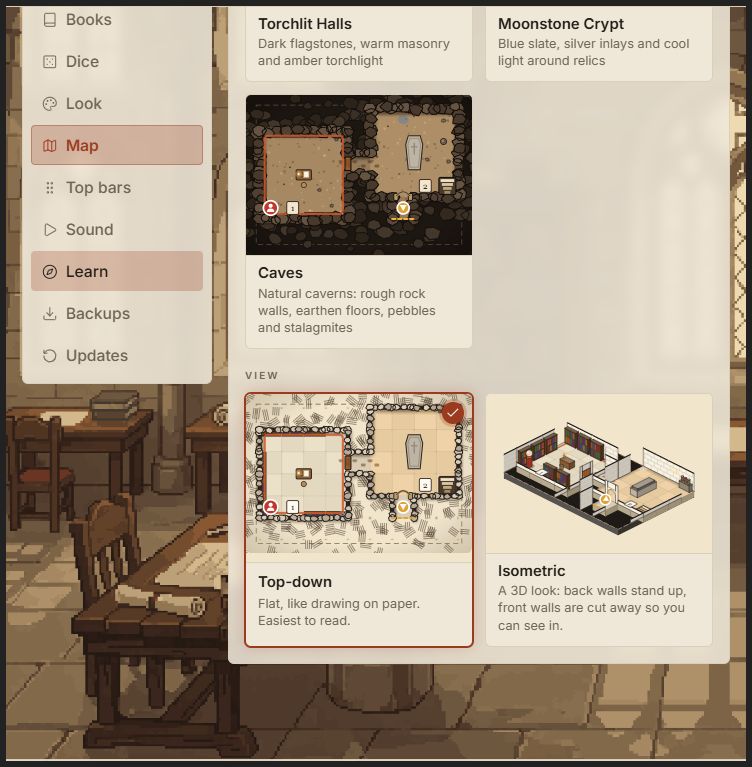 Books
Dice
Look
Map
Top bars
Sound
Learn
Backups
Updates
Torchlit Halls
Dark flagstones, warm masonry
and amber torchlight
Moonstone Crypt
Blue slate, silver inlays and cool
light around relics
1
2
Caves
Natural caverns: rough rock
walls, earthen floors, pebbles
and stalagmites
VIEW
1
2
Top-down
Flat, like drawing on paper.
Easiest to read.
Isometric
A 3D look: back walls stand up,
front walls are cut away so you
can see in.